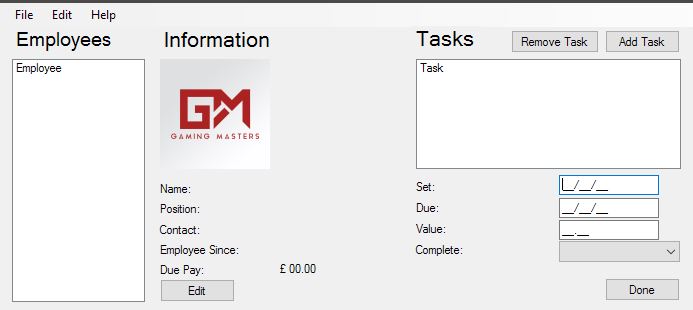 File Edit Help
Employees
Employee
Information
GM
GAMING MASTERS
Name:
Position:
Contact:
Employee Since:
Due Pay: £ 00.00
Edit
Tasks
Remove Task
Add Task
Task
Set: __/__/__
Due: __/__/__
Value: __.__
Complete:
Done